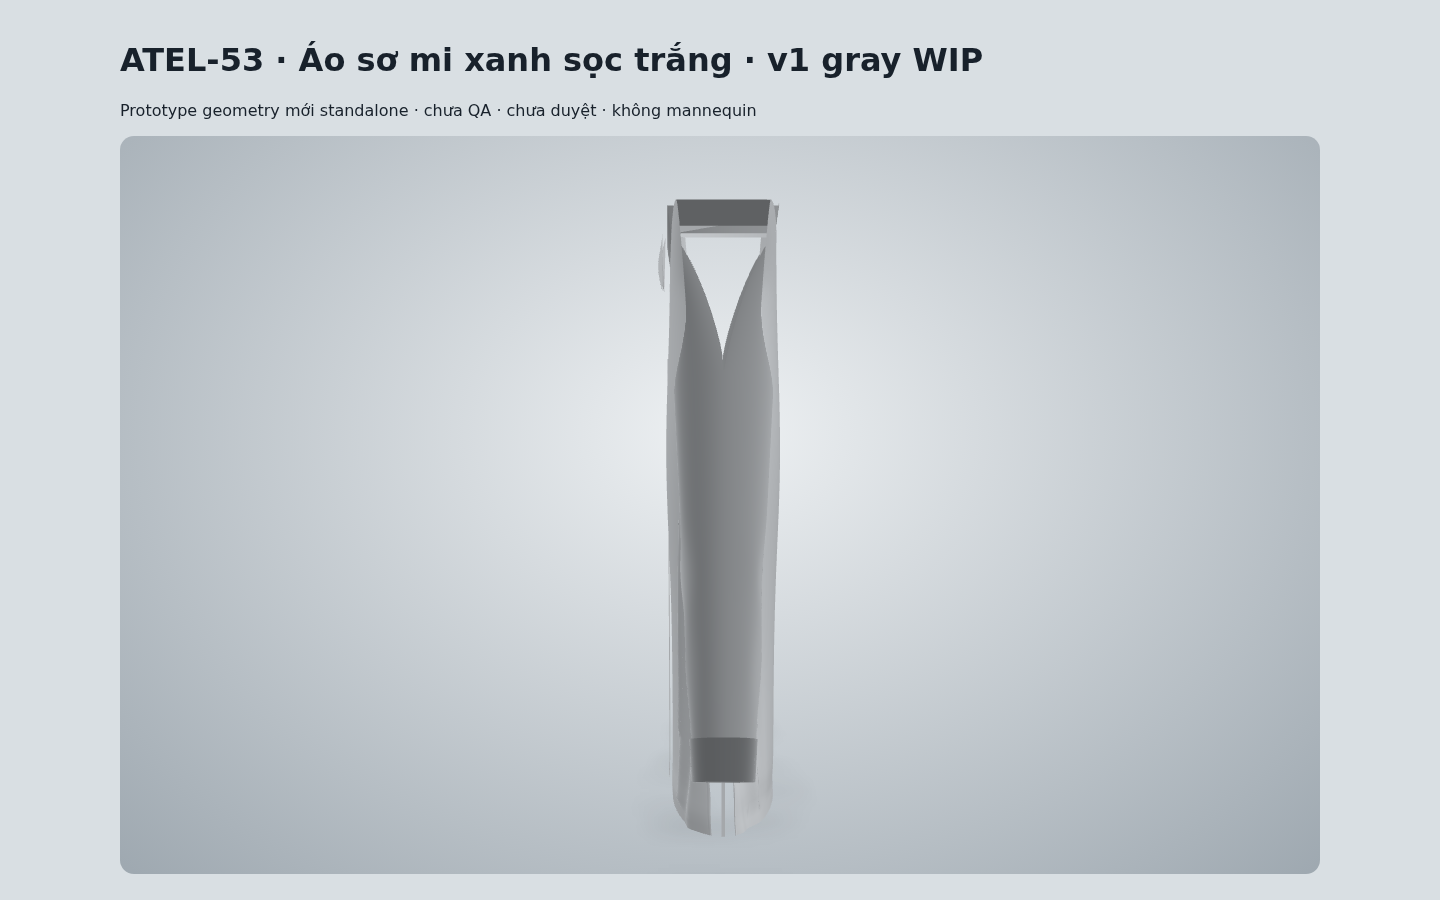 ATEL-53 · Áo sơ mi xanh sọc trắng · v1 gray WIP
Prototype geometry mới standalone · chưa QA · chưa duyệt · không mannequin